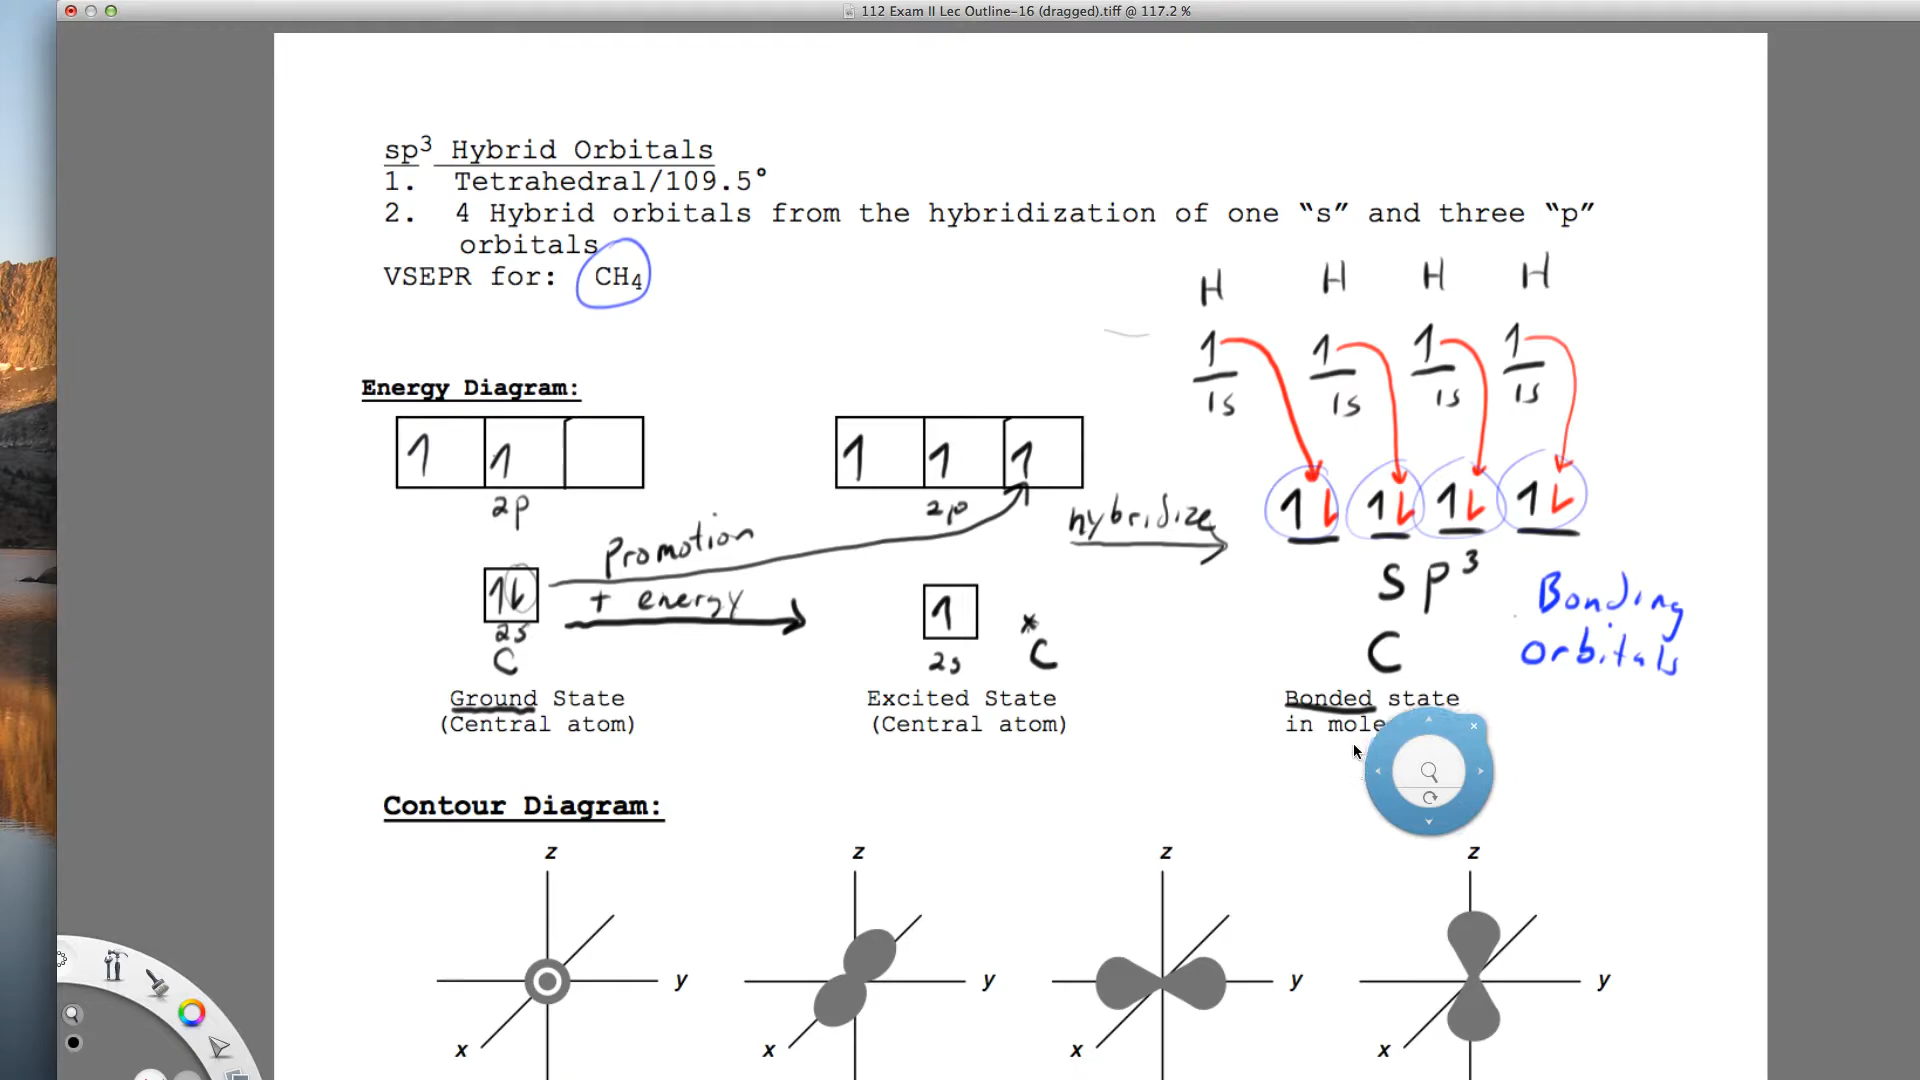 112 Exam II Lec Outline-16 (dragged).tiff @ 117.2 %
sp³ Hybrid Orbitals
1. Tetrahedral/109.5°
2. 4 Hybrid orbitals from the hybridization of one “s” and three “p”
orbitals
VSEPR for: CH₄
H H H H
1s 1s 1s 1s
Energy Diagram:
2p
2p
hybridize
Promotion
+ energy
2s
C
2s
*C
sp³
C
Bonding
orbitals
Ground State
(Central atom)
Excited State
(Central atom)
Bonded state
in mole
Contour Diagram:
z z z z
y y y y
x x x x